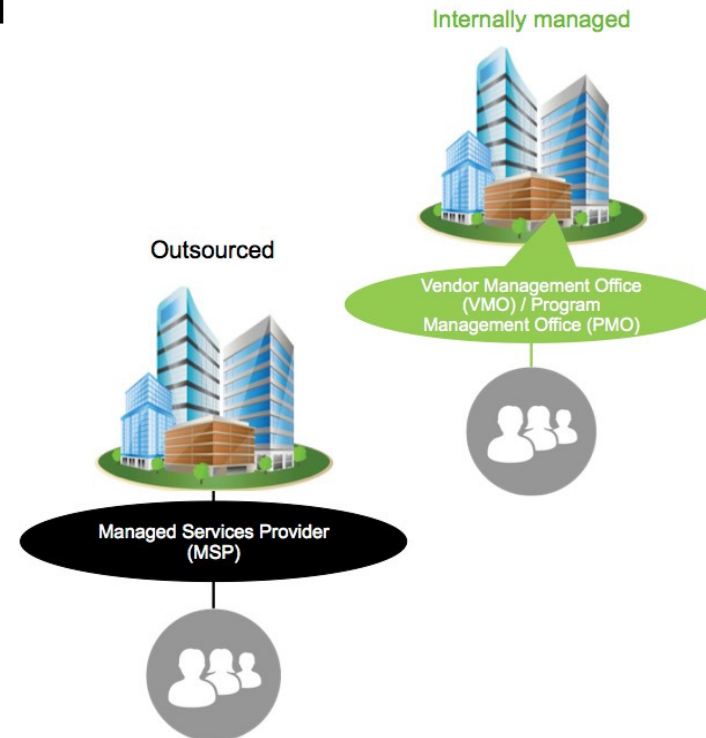 Internally managed
Vendor Management Office
(VMO) / Program
Management Office (PMO)
Outsourced
Managed Services Provider
(MSP)